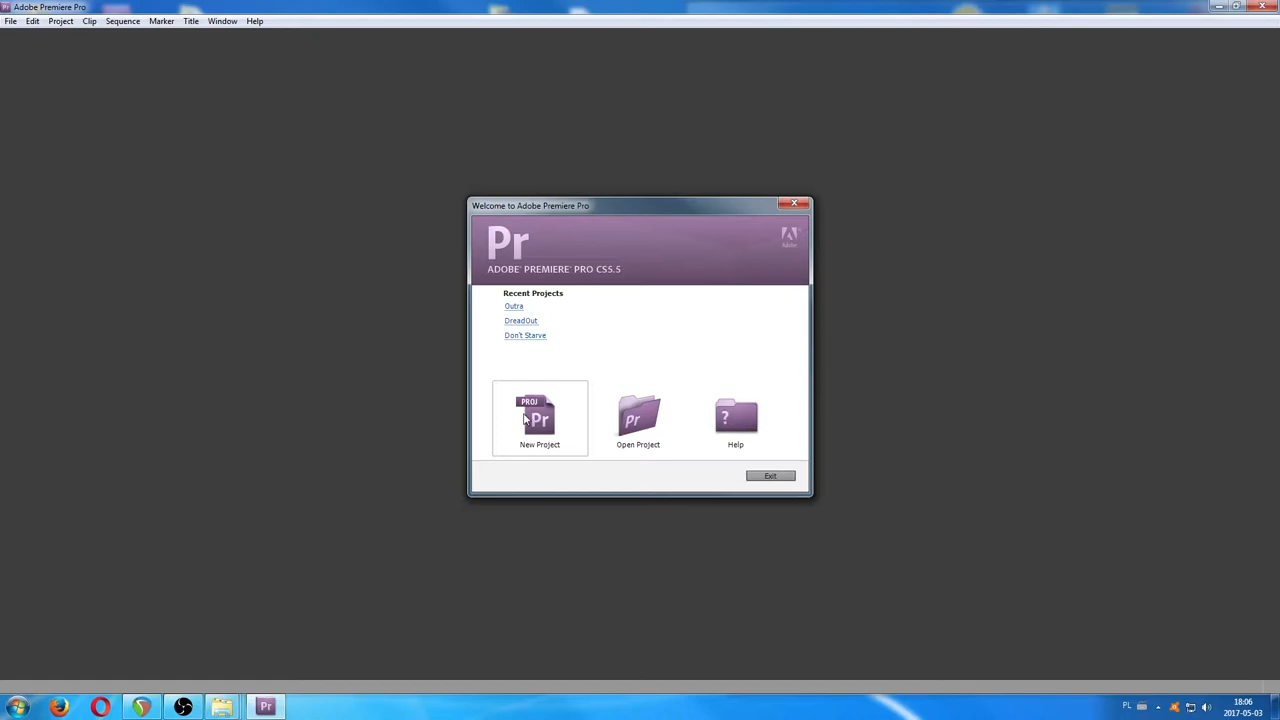 Adobe Premiere Pro
File Edit Project Clip Sequence Marker Title Window Help
Welcome to Adobe Premiere Pro
Pr
Adobe
ADOBE® PREMIERE® PRO CS5.5
Recent Projects
Outra
DreadOut
Don't Starve
PROJ
Pr
Pr
?
New Project
Open Project
Help
Exit
Pr
PL
18:06
2017-05-03